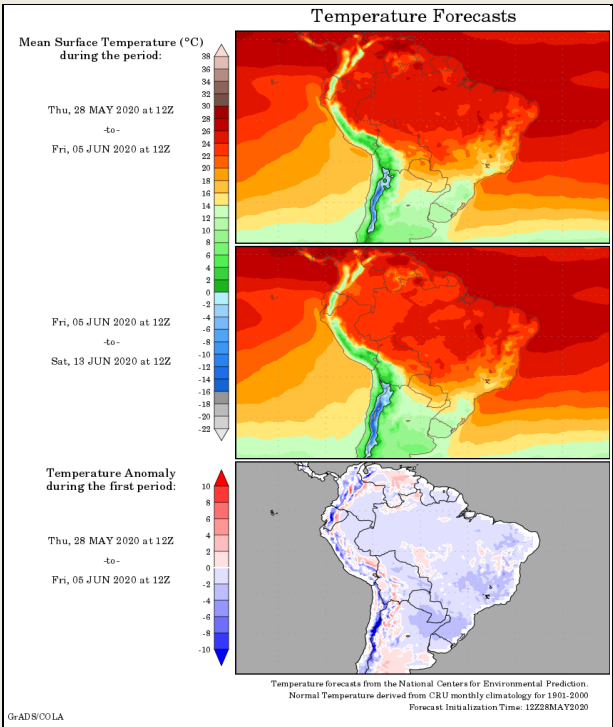 Temperature Forecasts
Mean Surface Temperature (°C)
during the period:
Thu, 28 MAY 2020 at 12Z
-to-
Fri, 05 JUN 2020 at 12Z
38
36
34
32
30
28
26
24
22
20
18
16
14
12
10
8
6
4
2
0
-2
-4
-6
-8
-10
-12
-14
-16
-18
-20
-22
Fri, 05 JUN 2020 at 12Z
-to-
Sat, 13 JUN 2020 at 12Z
Temperature Anomaly
during the first period:
Thu, 28 MAY 2020 at 12Z
-to-
Fri, 05 JUN 2020 at 12Z
10
8
6
4
2
0
-2
-4
-6
-8
-10
Temperature forecasts from the National Centers for Environmental Prediction.
Normal Temperature derived from CRU monthly climatology for 1901-2000
Forecast Initialization Time: 12Z28MAY2020
GrADS/COLA